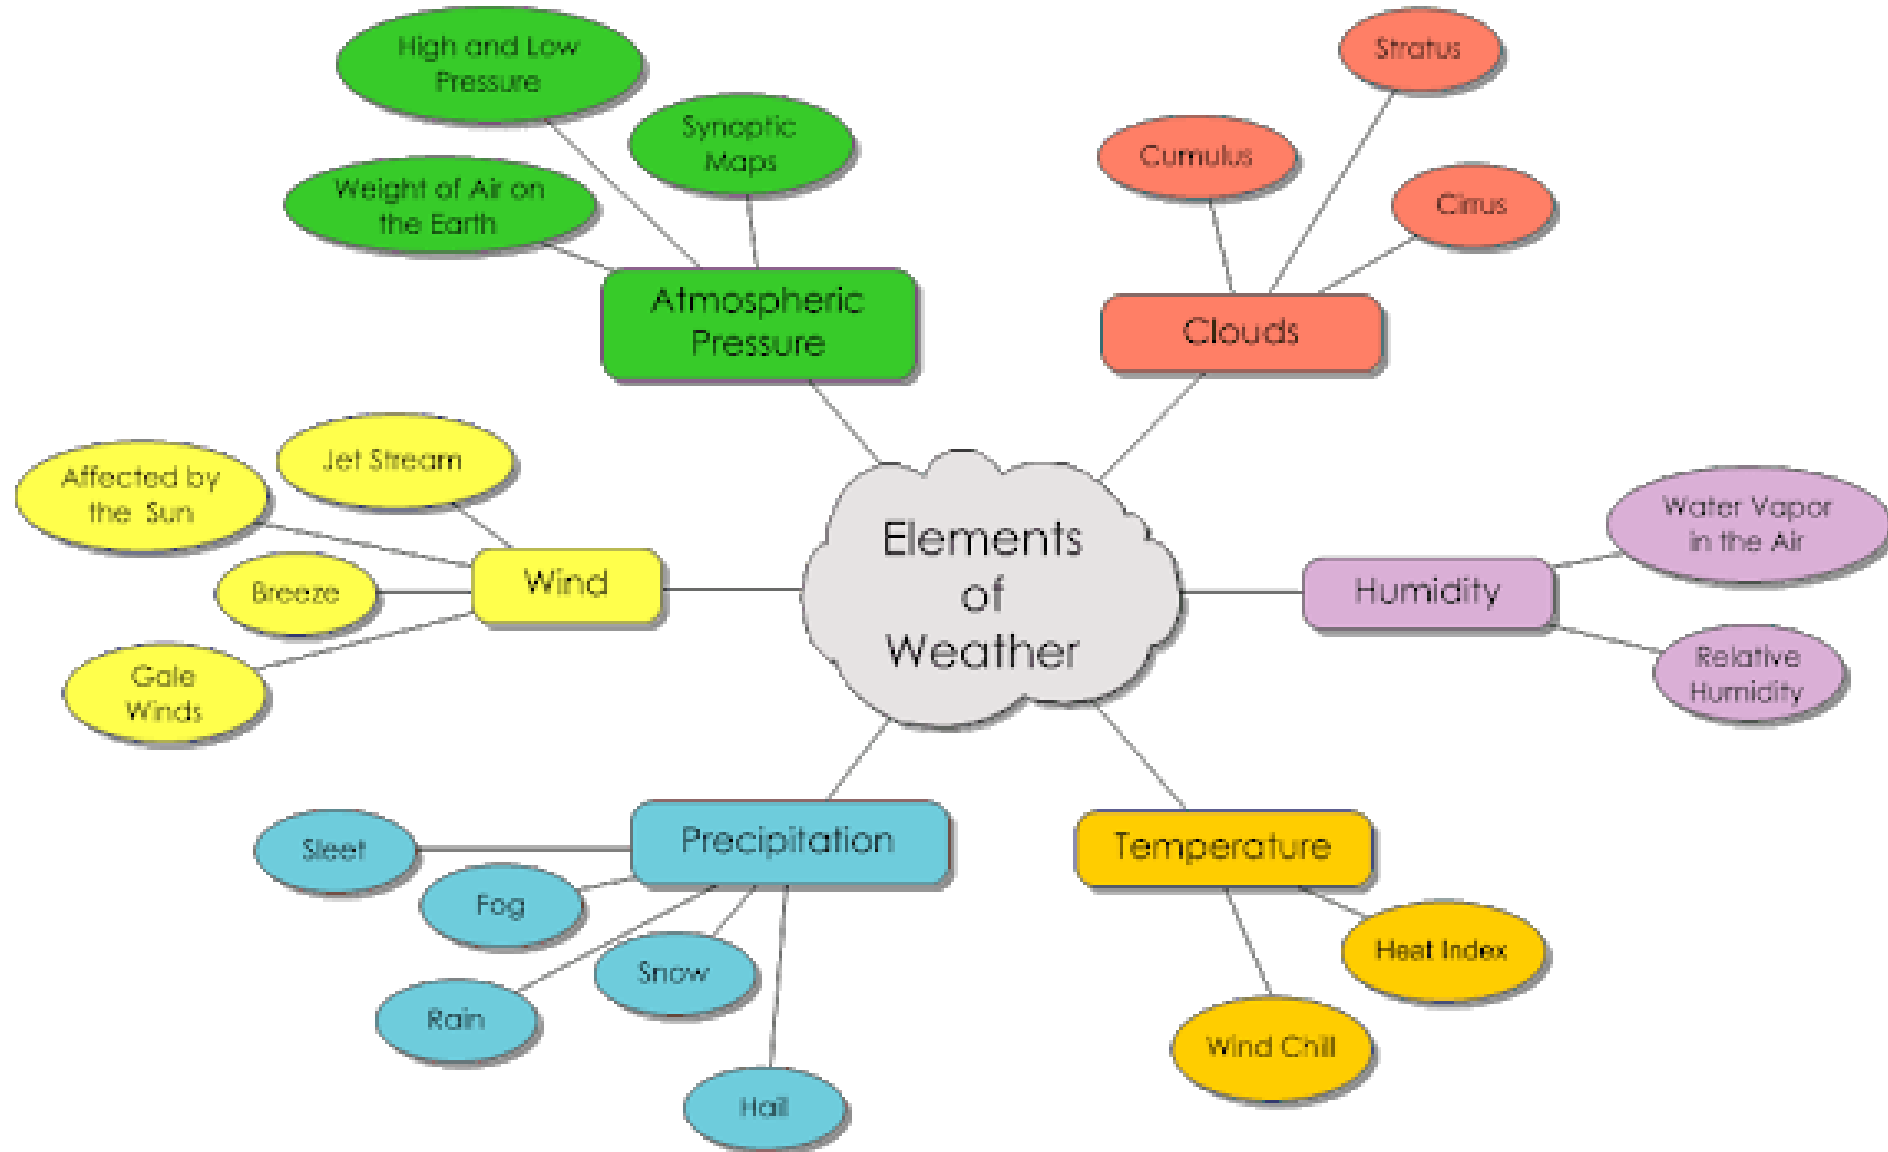 High and Low
Pressure
Synoptic
Maps
Weight of Air on
the Earth
Atmospheric
Pressure
Stratus
Cumulus
Cirrus
Clouds
Jet Stream
Affected by
the Sun
Breeze
Gale
Winds
Wind
Elements
of
Weather
Humidity
Water Vapor
in the Air
Relative
Humidity
Precipitation
Sleet
Fog
Rain
Snow
Hail
Temperature
Heat Index
Wind Chill